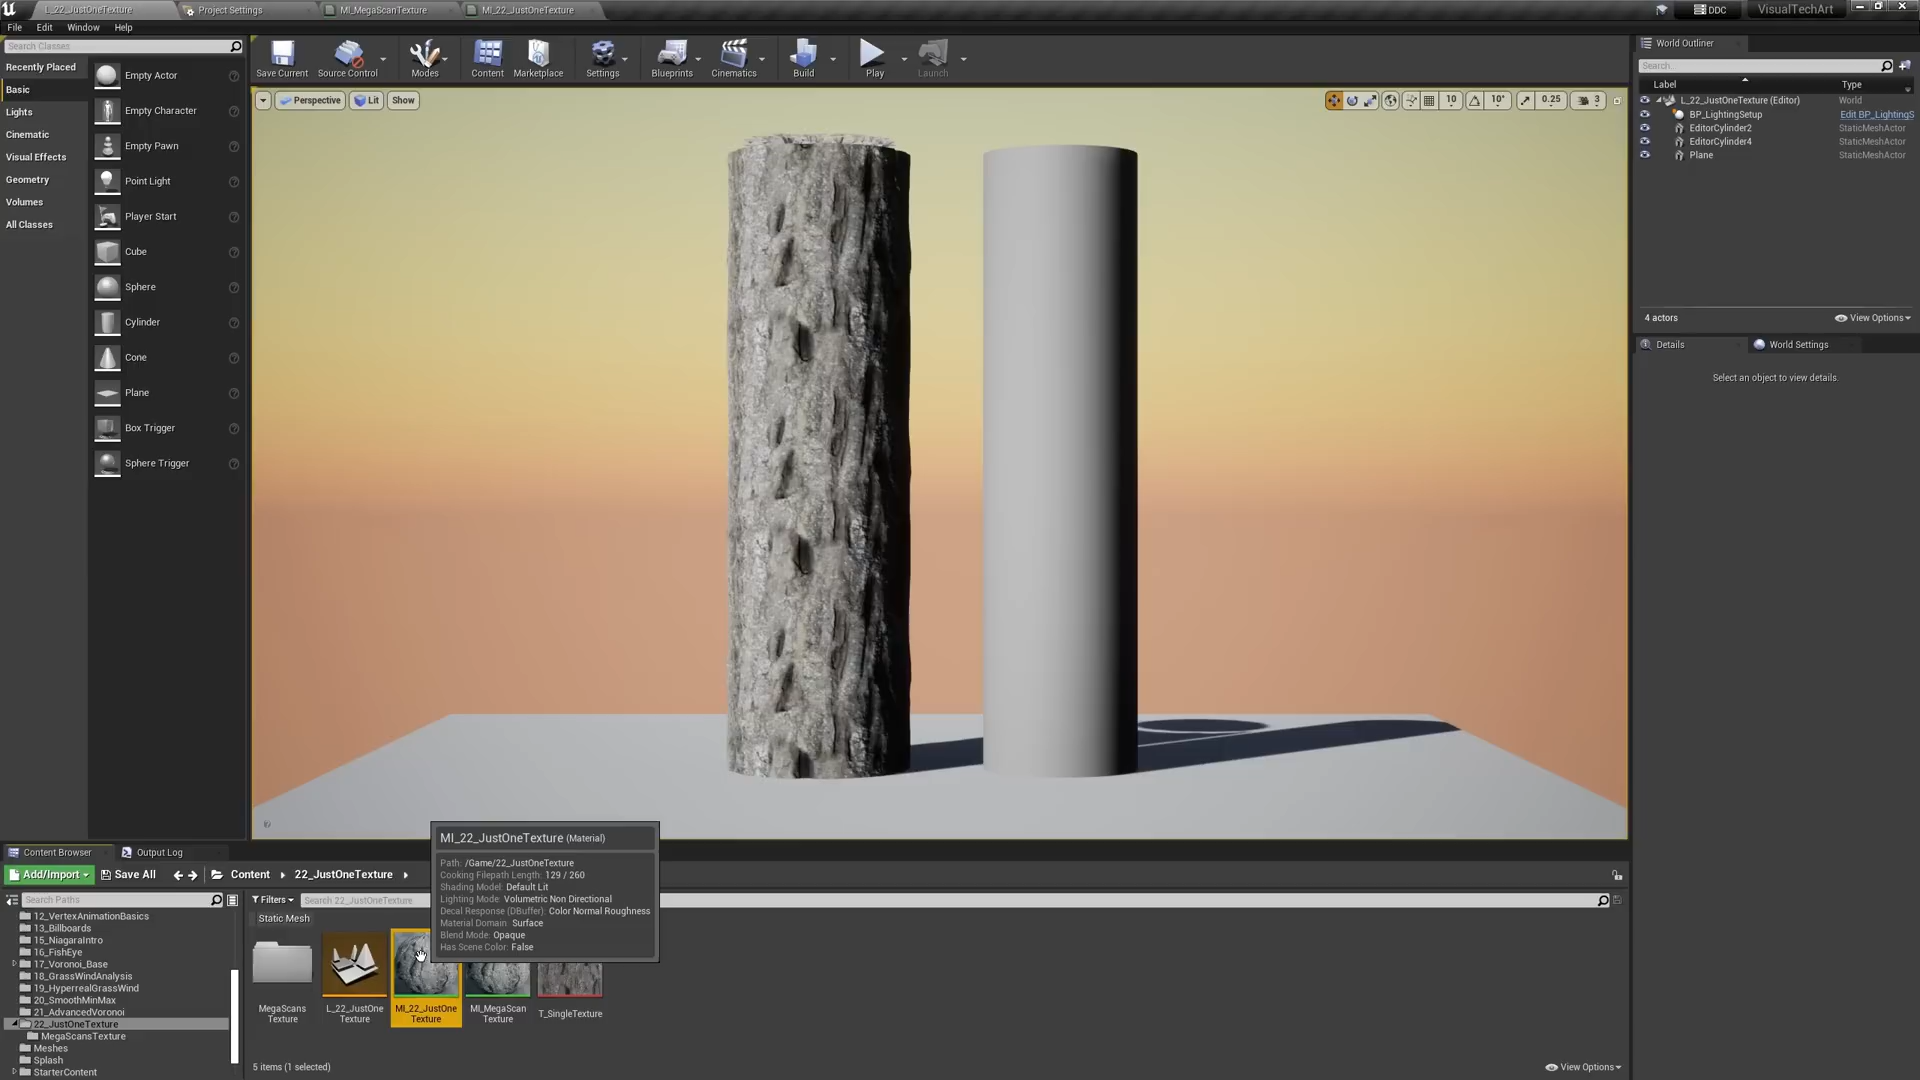 L_22_JustOneTexture
Project Settings
MI_MegaScanTexture
MI_22_JustOneTexture
DDC
VisualTechArt
File Edit Window Help
Search Classes
Recently Placed
Basic
Lights
Cinematic
Visual Effects
Geometry
Volumes
All Classes
Empty Actor
Empty Character
Empty Pawn
Point Light
Player Start
Cube
Sphere
Cylinder
Cone
Plane
Box Trigger
Sphere Trigger
Save Current
Source Control
Modes
Content
Marketplace
Settings
Blueprints
Cinematics
Build
Play
Launch
Perspective
Lit
Show
10
10°
0.25
3
World Outliner
Search...
Label Type
L_22_JustOneTexture (Editor) World
BP_LightingSetup Edit BP_LightingS
EditorCylinder2 StaticMeshActor
EditorCylinder4 StaticMeshActor
Plane StaticMeshActor
4 actors
View Options
Details
World Settings
Select an object to view details.
Content Browser
Output Log
Add/Import
Save All
Content
22_JustOneTexture
Search Paths
12_VertexAnimationBasics
13_Billboards
15_NiagaraIntro
16_FishEye
17_Voronoi_Base
18_GrassWindAnalysis
19_HyperrealGrassWind
20_SmoothMinMax
21_AdvancedVoronoi
22_JustOneTexture
MegaScansTexture
Meshes
Splash
StarterContent
Filters
Search 22_JustOneTexture
Static Mesh
MI_22_JustOneTexture (Material)
Path: /Game/22_JustOneTexture
Cooking Filepath Length: 129 / 260
Shading Model: Default Lit
Lighting Mode: Volumetric Non Directional
Decal Response (DBuffer): Color Normal Roughness
Material Domain: Surface
Blend Mode: Opaque
Has Scene Color: False
MegaScans
Texture
L_22_JustOne
Texture
MI_22_JustOne
Texture
MI_MegaScan
Texture
T_SingleTexture
5 items (1 selected)
View Options